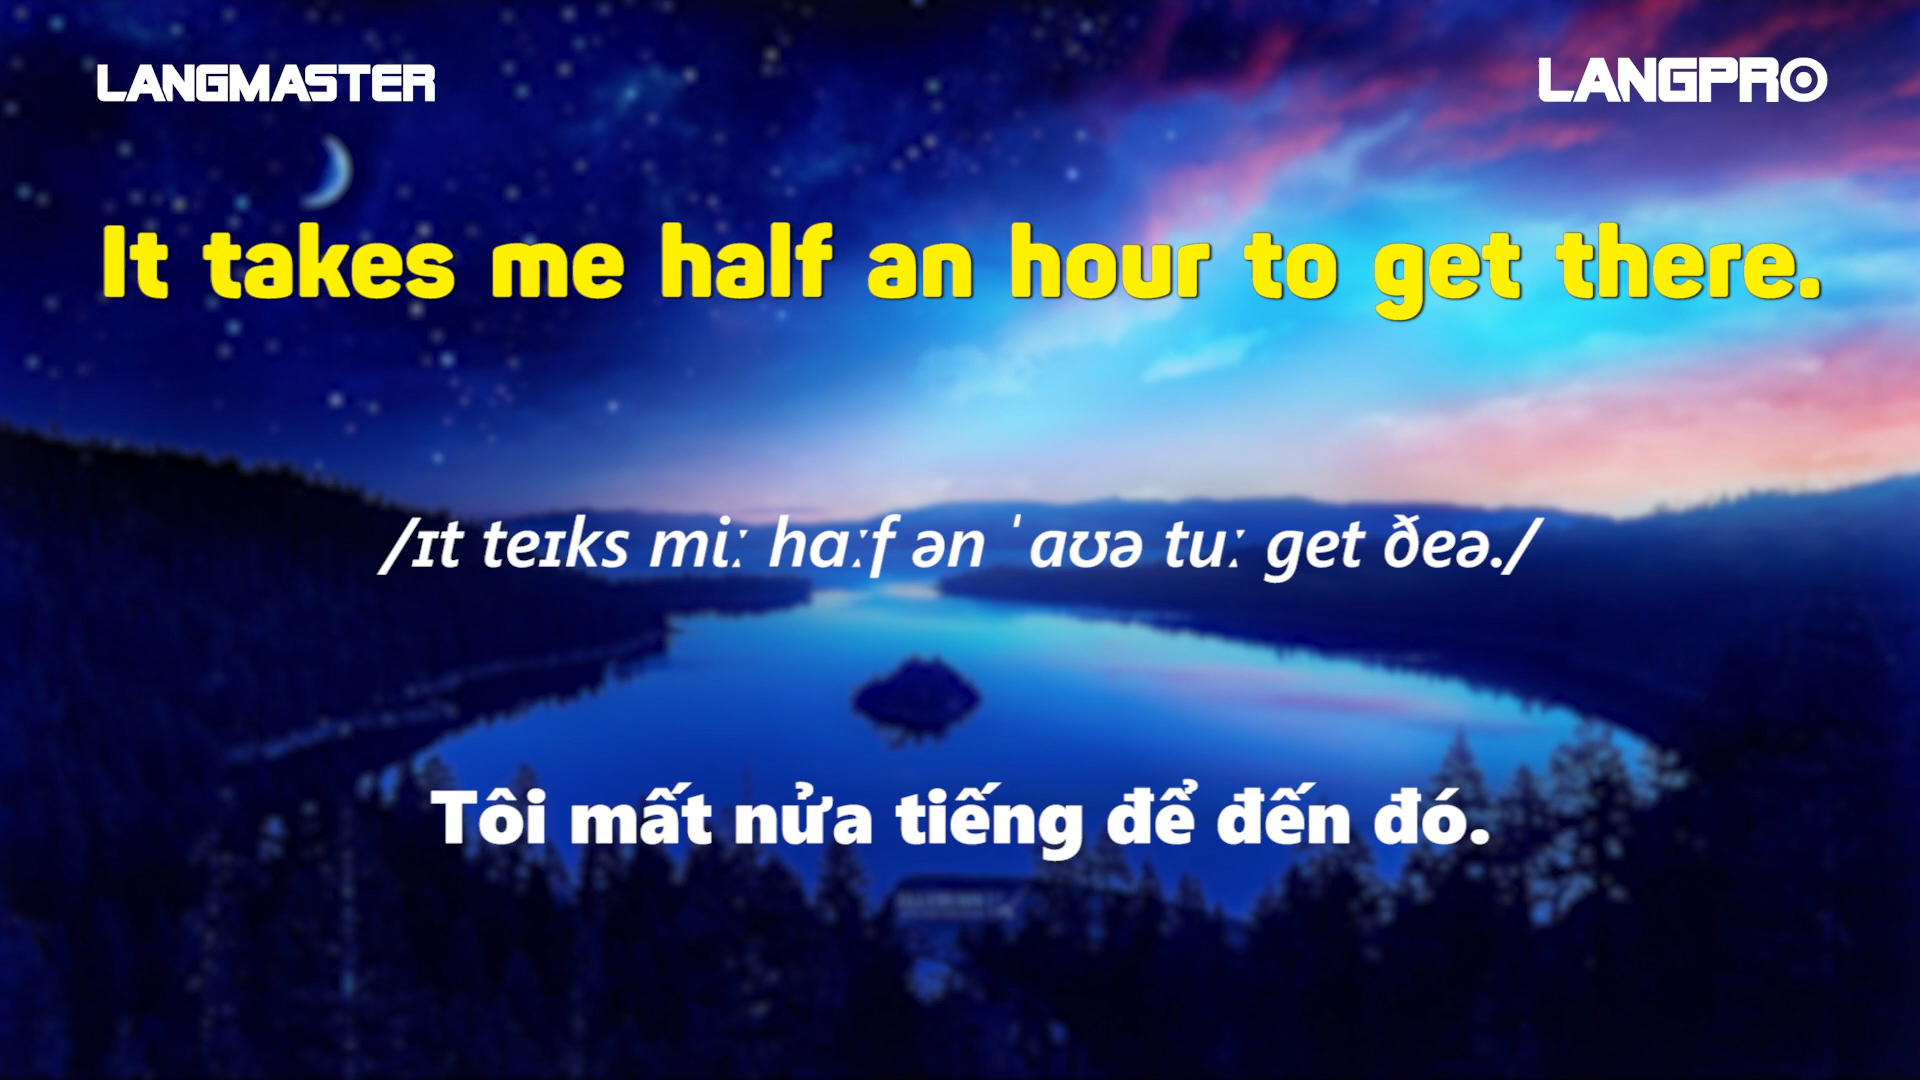 LANGMASTER
LANGPRO
It takes me half an hour to get there.
/ɪt teɪks miː hɑːf ən ˈaʊə tuː get ðeə./
Tôi mất nửa tiếng để đến đó.